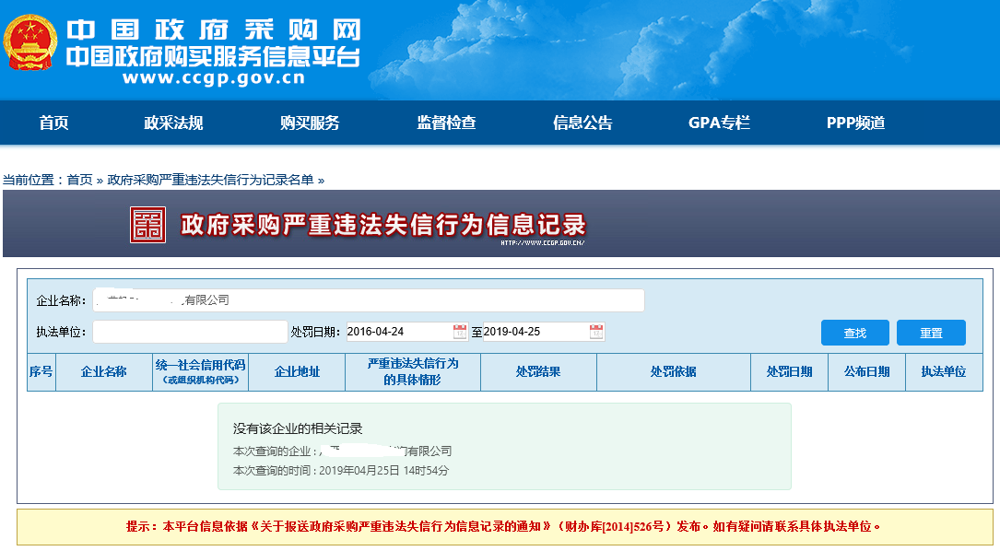 中国政府采购网
中国政府购买服务信息平台
www.ccgp.gov.cn
首页 政采法规 购买服务 监督检查 信息公告 GPA专栏 PPP频道
当前位置：首页 » 政府采购严重违法失信行为记录名单 »
政府采购严重违法失信行为信息记录
HTTP://WWW.CCGP.GOV.CN/
企业名称： 有限公司
执法单位： 处罚日期： 2016-04-24 至 2019-04-25 查找 重置
序号 企业名称 统一社会信用代码 企业地址 严重违法失信行为 处罚结果 处罚依据 处罚日期 公布日期 执法单位
（或组织机构代码） 的具体情形
没有该企业的相关记录
本次查询的企业 : 有限公司
本次查询的时间 : 2019年04月25日 14时54分
提示：本平台信息依据《关于报送政府采购严重违法失信行为信息记录的通知》（财办库[2014]526号）发布。如有疑问请联系具体执法单位。